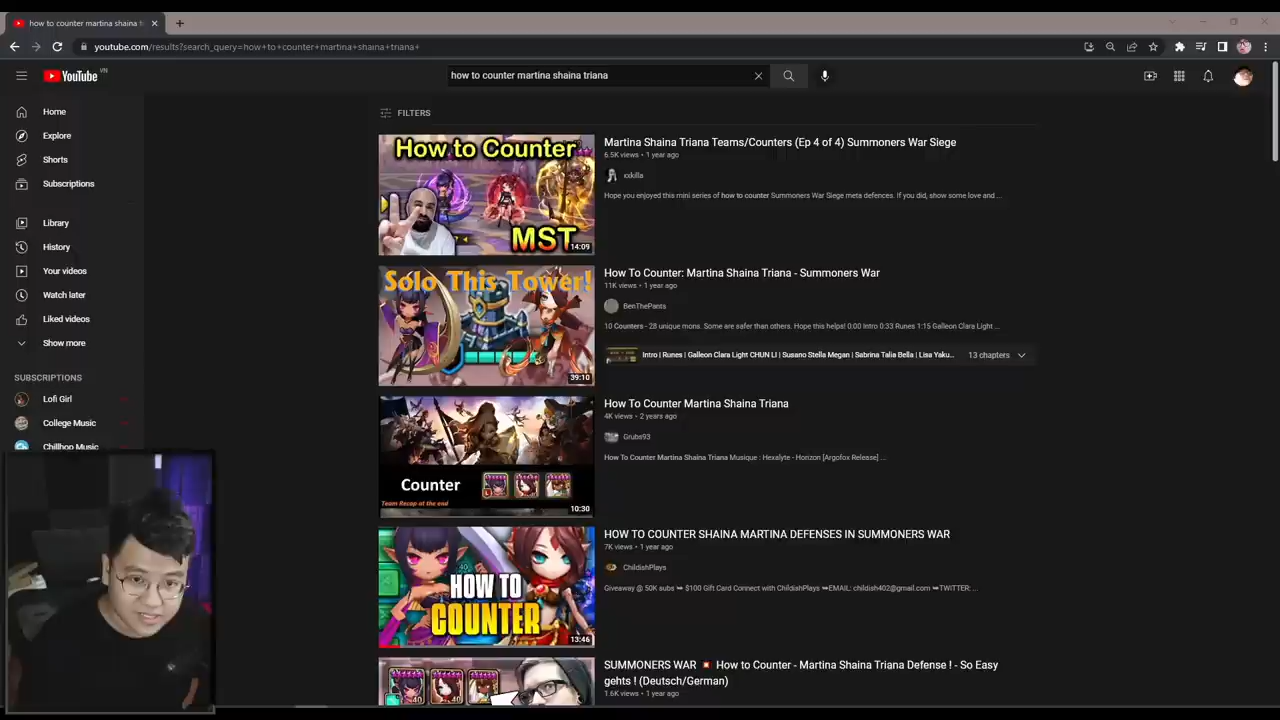 how to counter martina shaina t
youtube.com/results?search_query=how+to+counter+martina+shaina+triana+
YouTube VN
how to counter martina shaina triana
Home
Explore
Shorts
Subscriptions
Library
History
Your videos
Watch later
Liked videos
Show more
SUBSCRIPTIONS
Lofi Girl
College Music
Chillhop Music
FILTERS
How to Counter
MST
14:09
Martina Shaina Triana Teams/Counters (Ep 4 of 4) Summoners War Siege
6.5K views • 1 year ago
Hope you enjoyed this mini series of how to counter Summoners War Siege meta defences. If you did, show some love and ...
Solo This Tower!
39:10
How To Counter: Martina Shaina Triana - Summoners War
11K views • 1 year ago
BenThePants
10 Counters - 28 unique mons. Some are safer than others. Hope this helps! 0:00 Intro 0:33 Runes 1:15 Galleon Clara Light ...
Intro | Runes | Galleon Clara Light CHUN LI | Susano Stella Megan | Sabrina Talia Bella | Lisa Yaku...
13 chapters
Counter
Team Recap at the end
10:30
How To Counter Martina Shaina Triana
4K views • 2 years ago
Grubs93
How To Counter Martina Shaina Triana Musique : Hexalyte - Horizon [Argofox Release] ...
HOW TO
COUNTER
13:46
HOW TO COUNTER SHAINA MARTINA DEFENSES IN SUMMONERS WAR
7K views • 1 year ago
ChildishPlays
Giveaway @ 50K subs ➥ $100 Gift Card Connect with ChildishPlays ➥EMAIL: childish402@gmail.com ➥TWITTER: ...
40
40
40
SUMMONERS WAR 💥 How to Counter - Martina Shaina Triana Defense ! - So Easy
gehts ! (Deutsch/German)
1.6K views • 1 year ago